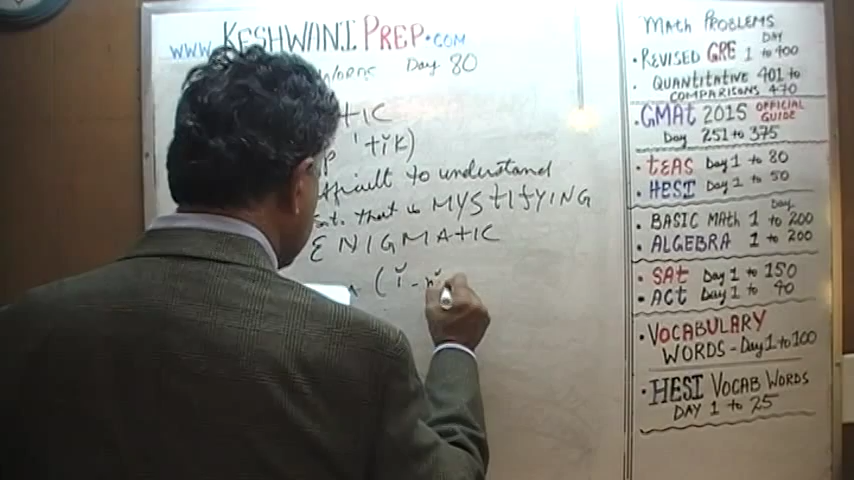 www.KESHWANI PREP.COM
Words Day 80
TIC
p ' tĭk)
fficult to understand
that is MYSTIFYING
ENIGMATIC
(ĭ-n
MATH PROBLEMS
DAY
• REVISED GRE 1 to 400
• QUANTITATIVE 401 to
COMPARISONS 470
• GMAT 2015 OFFICIAL GUIDE
Day 251 to 375
• TEAS Day 1 to 80
• HESI Day 1 to 50
Day
• BASIC MATH 1 to 200
• ALGEBRA 1 to 200
• SAT Day 1 to 150
• ACT Day 1 to 40
• VOCABULARY
WORDS - Day 1 to 100
• HESI VOCAB WORDS
DAY 1 to 25